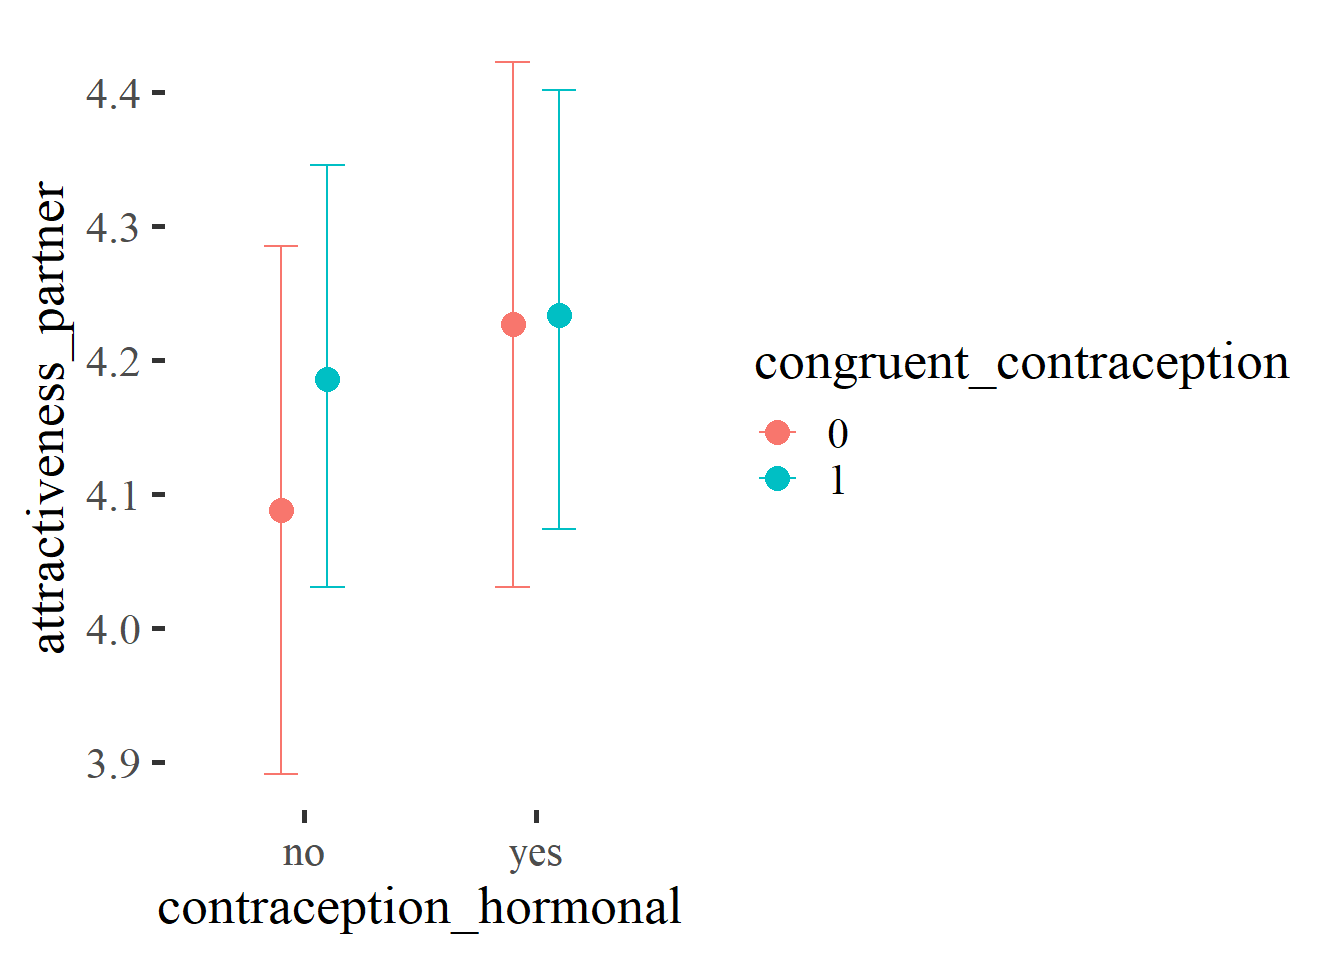 attractiveness_partner
4.4
4.3
4.2
4.1
4.0
3.9
no
yes
contraception_hormonal
congruent_contraception
0
1